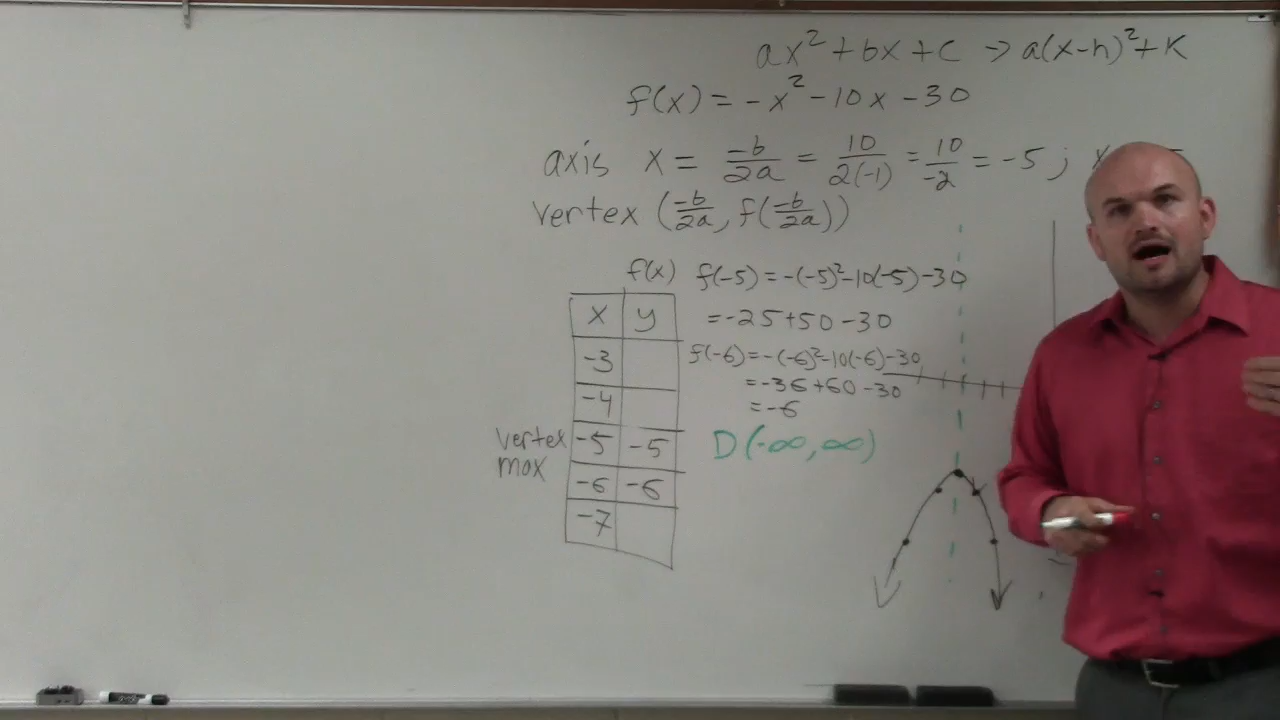 ax²+bx+c → a(x-h)²+k
f(x) = -x²-10x-30
axis x = -b/2a = 10/2(-1) = 10/-2 = -5; x
vertex (-b/2a, f(-b/2a))
f(x) f(-5) = -(-5)²-10(-5)-30
x y = -25+50-30
-3 f(-6) = -(-6)²-10(-6)-30
= -36+60-30
-4 = -6
vertex -5 -5 D(-∞,∞)
max
-6 -6
-7